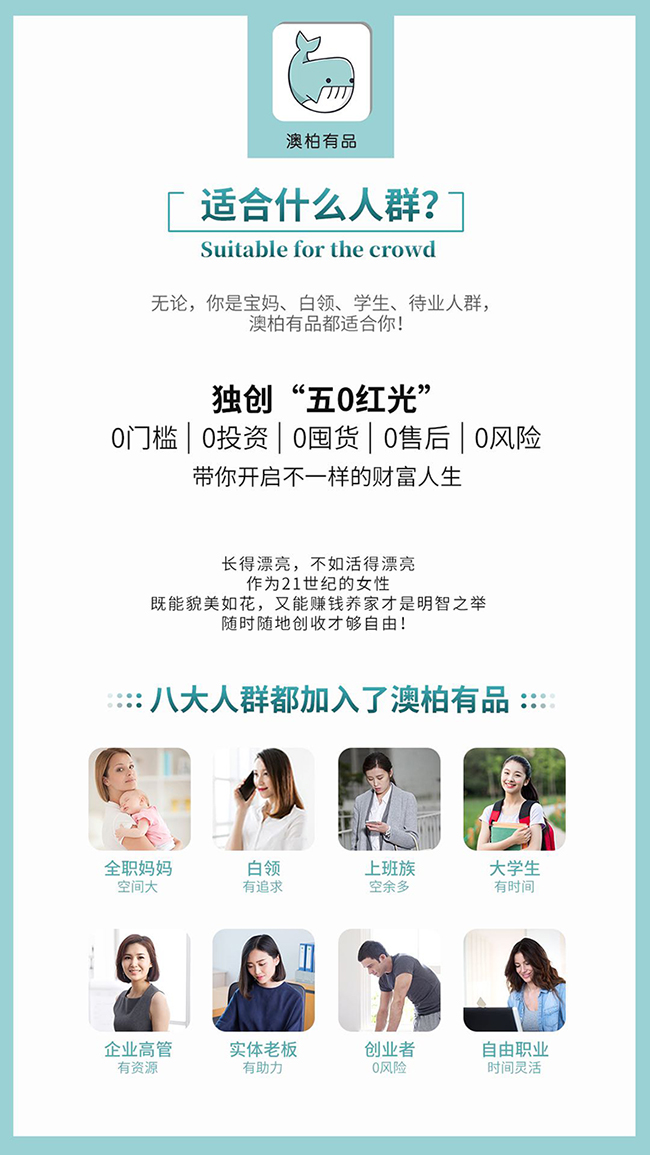 澳柏有品
适合什么人群?
Suitable for the crowd
无论，你是宝妈、白领、学生、待业人群，
澳柏有品都适合你！
独创“五0红光”
0门槛 | 0投资 | 0囤货 | 0售后 | 0风险
带你开启不一样的财富人生
长得漂亮，不如活得漂亮
作为21世纪的女性
既能貌美如花，又能赚钱养家才是明智之举
随时随地创收才够自由！
八大人群都加入了澳柏有品
全职妈妈 白领 上班族 大学生
空间大 有追求 空余多 有时间
企业高管 实体老板 创业者 自由职业
有资源 有助力 0风险 时间灵活